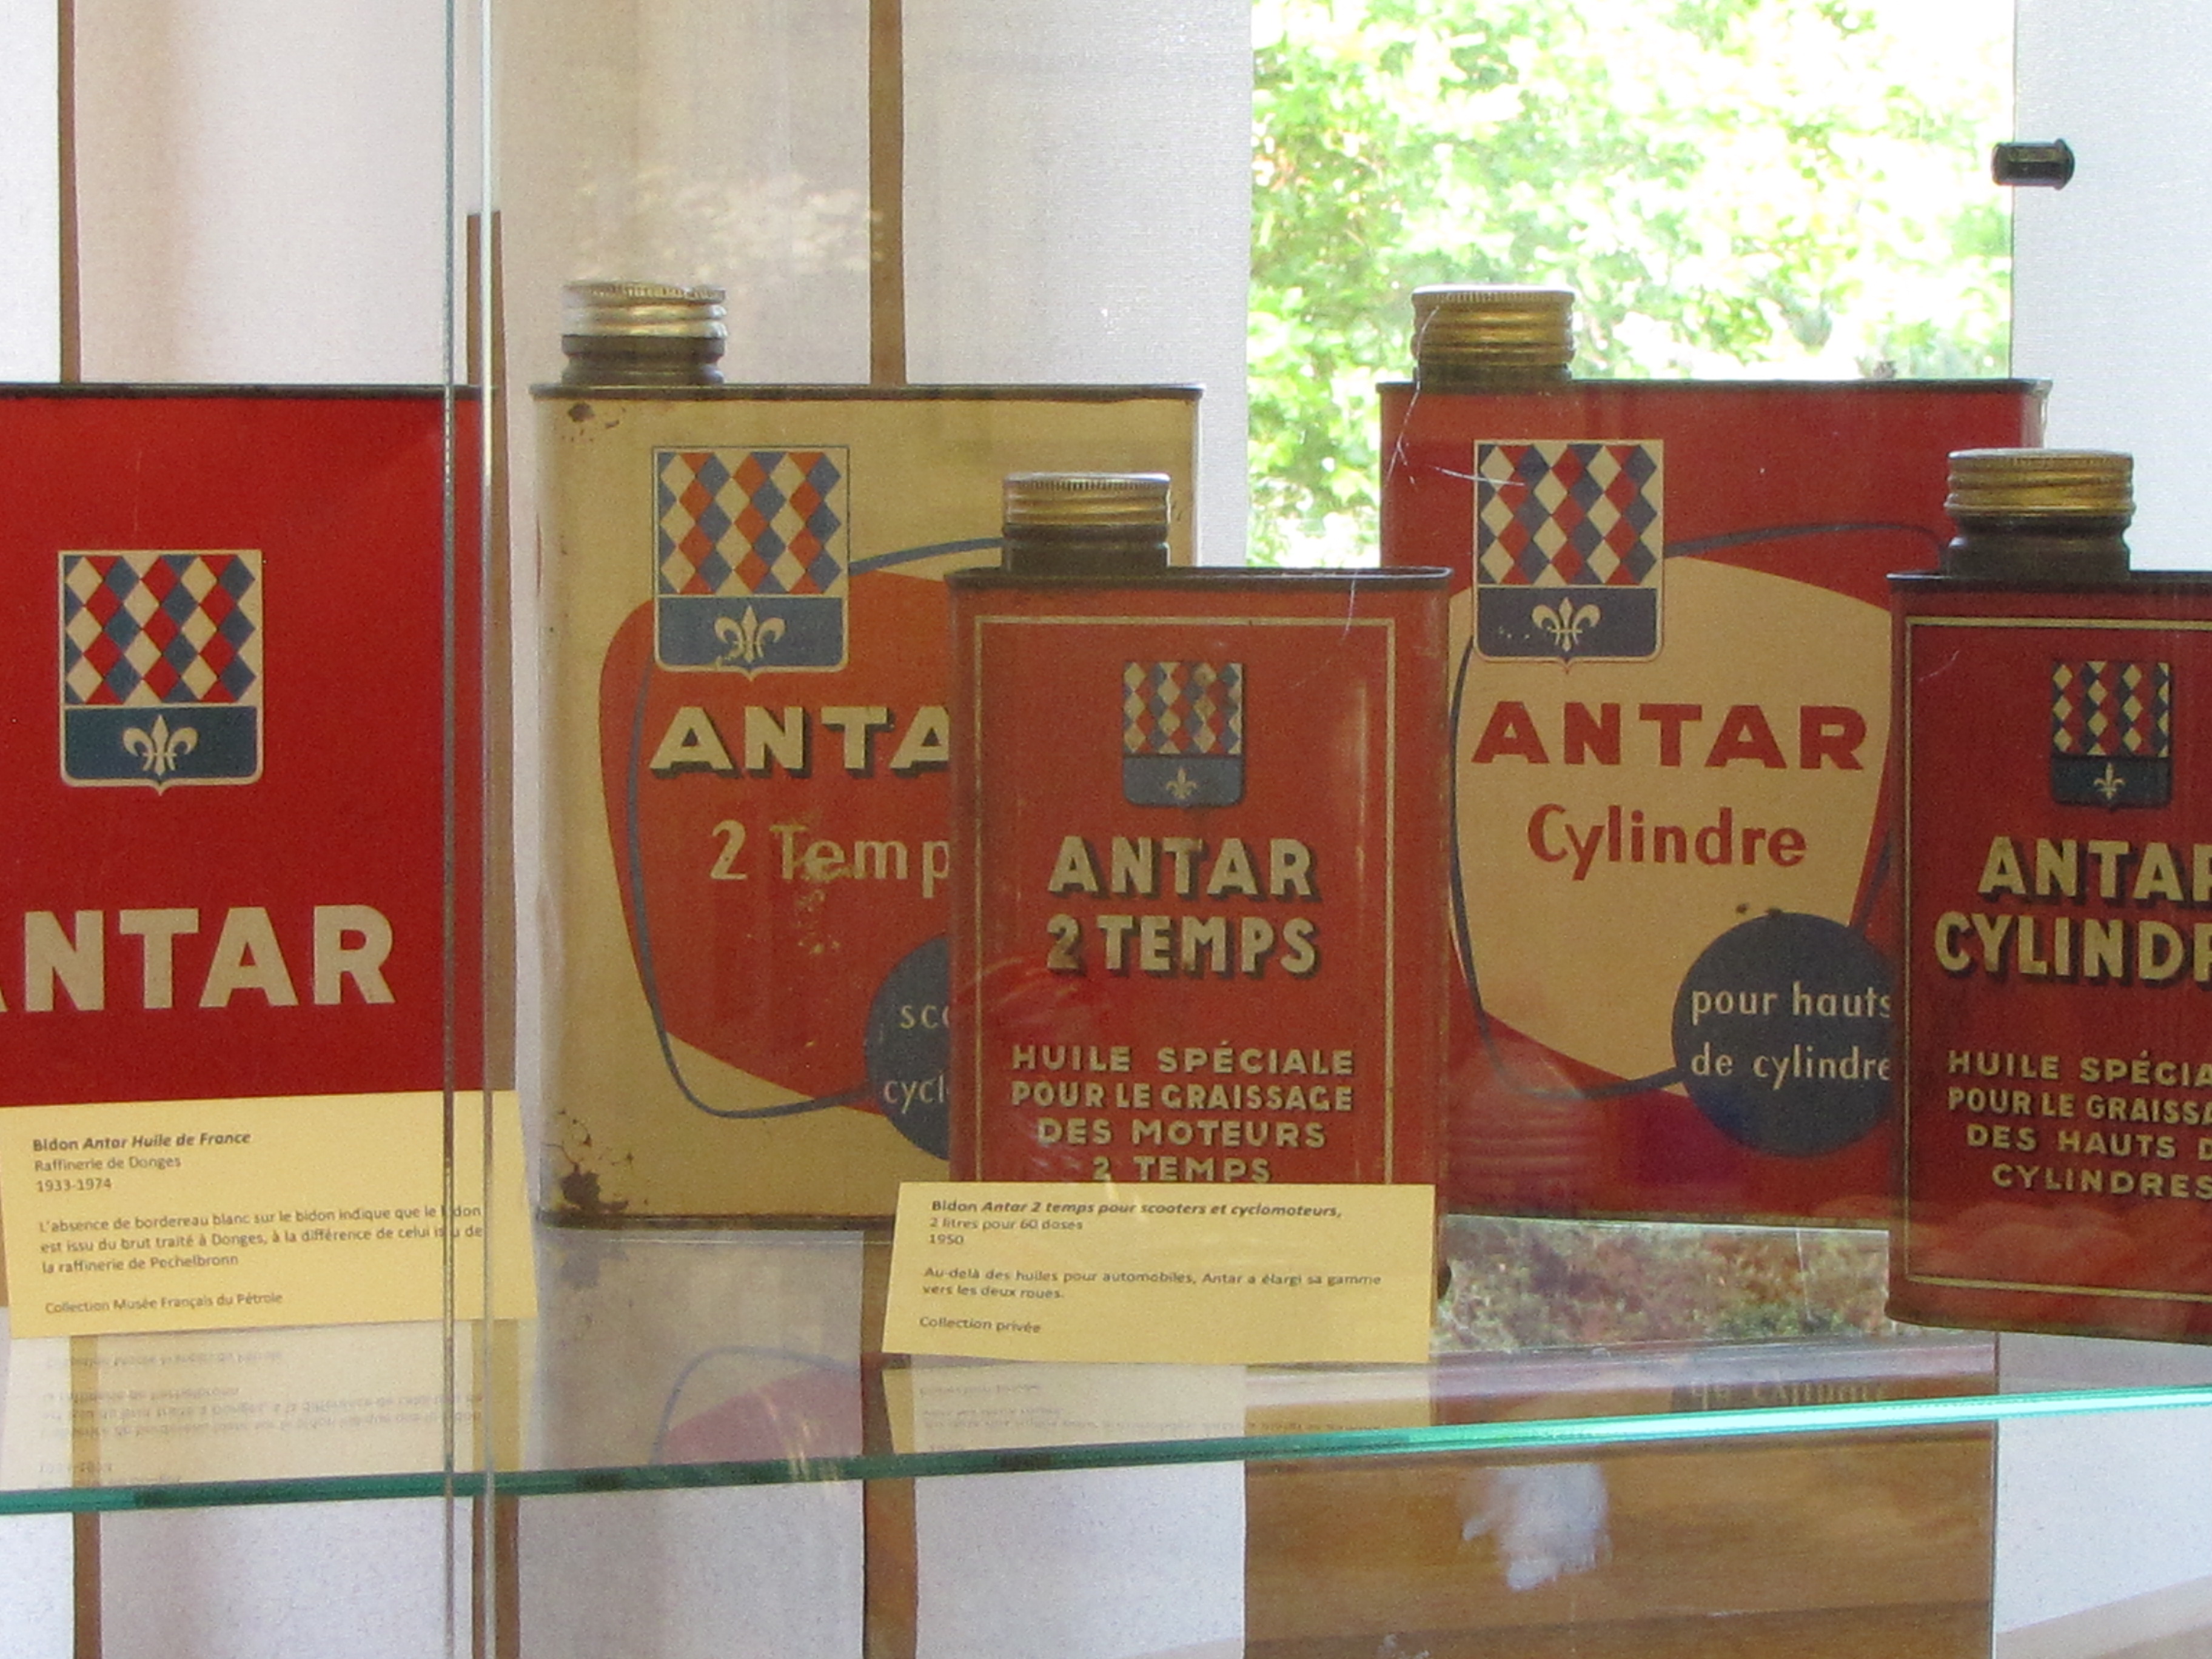 ANTAR
Bidon Antar Huile de France
Raffinerie de Donges
1933-1974
L'absence de bordereau blanc sur le bidon indique que le bidon
est issu du brut traité à Donges, à la différence de celui issu de
la raffinerie de Pechelbronn
Collection Musée Français du Pétrole
ANTA
2 Temp
sco
cycl
ANTAR
2 TEMPS
HUILE SPÉCIALE
POUR LE GRAISSAGE
DES MOTEURS
2 TEMPS
Bidon Antar 2 temps pour scooters et cyclomoteurs,
2 litres pour 60 doses
1950
Au-delà des huiles pour automobiles, Antar a élargi sa gamme
vers les deux roues.
Collection privée
ANTAR
Cylindre
pour hauts
de cylindre
ANTAR
CYLINDR
HUILE SPÉCIA
POUR LE GRAISSA
DES HAUTS D
CYLINDRES